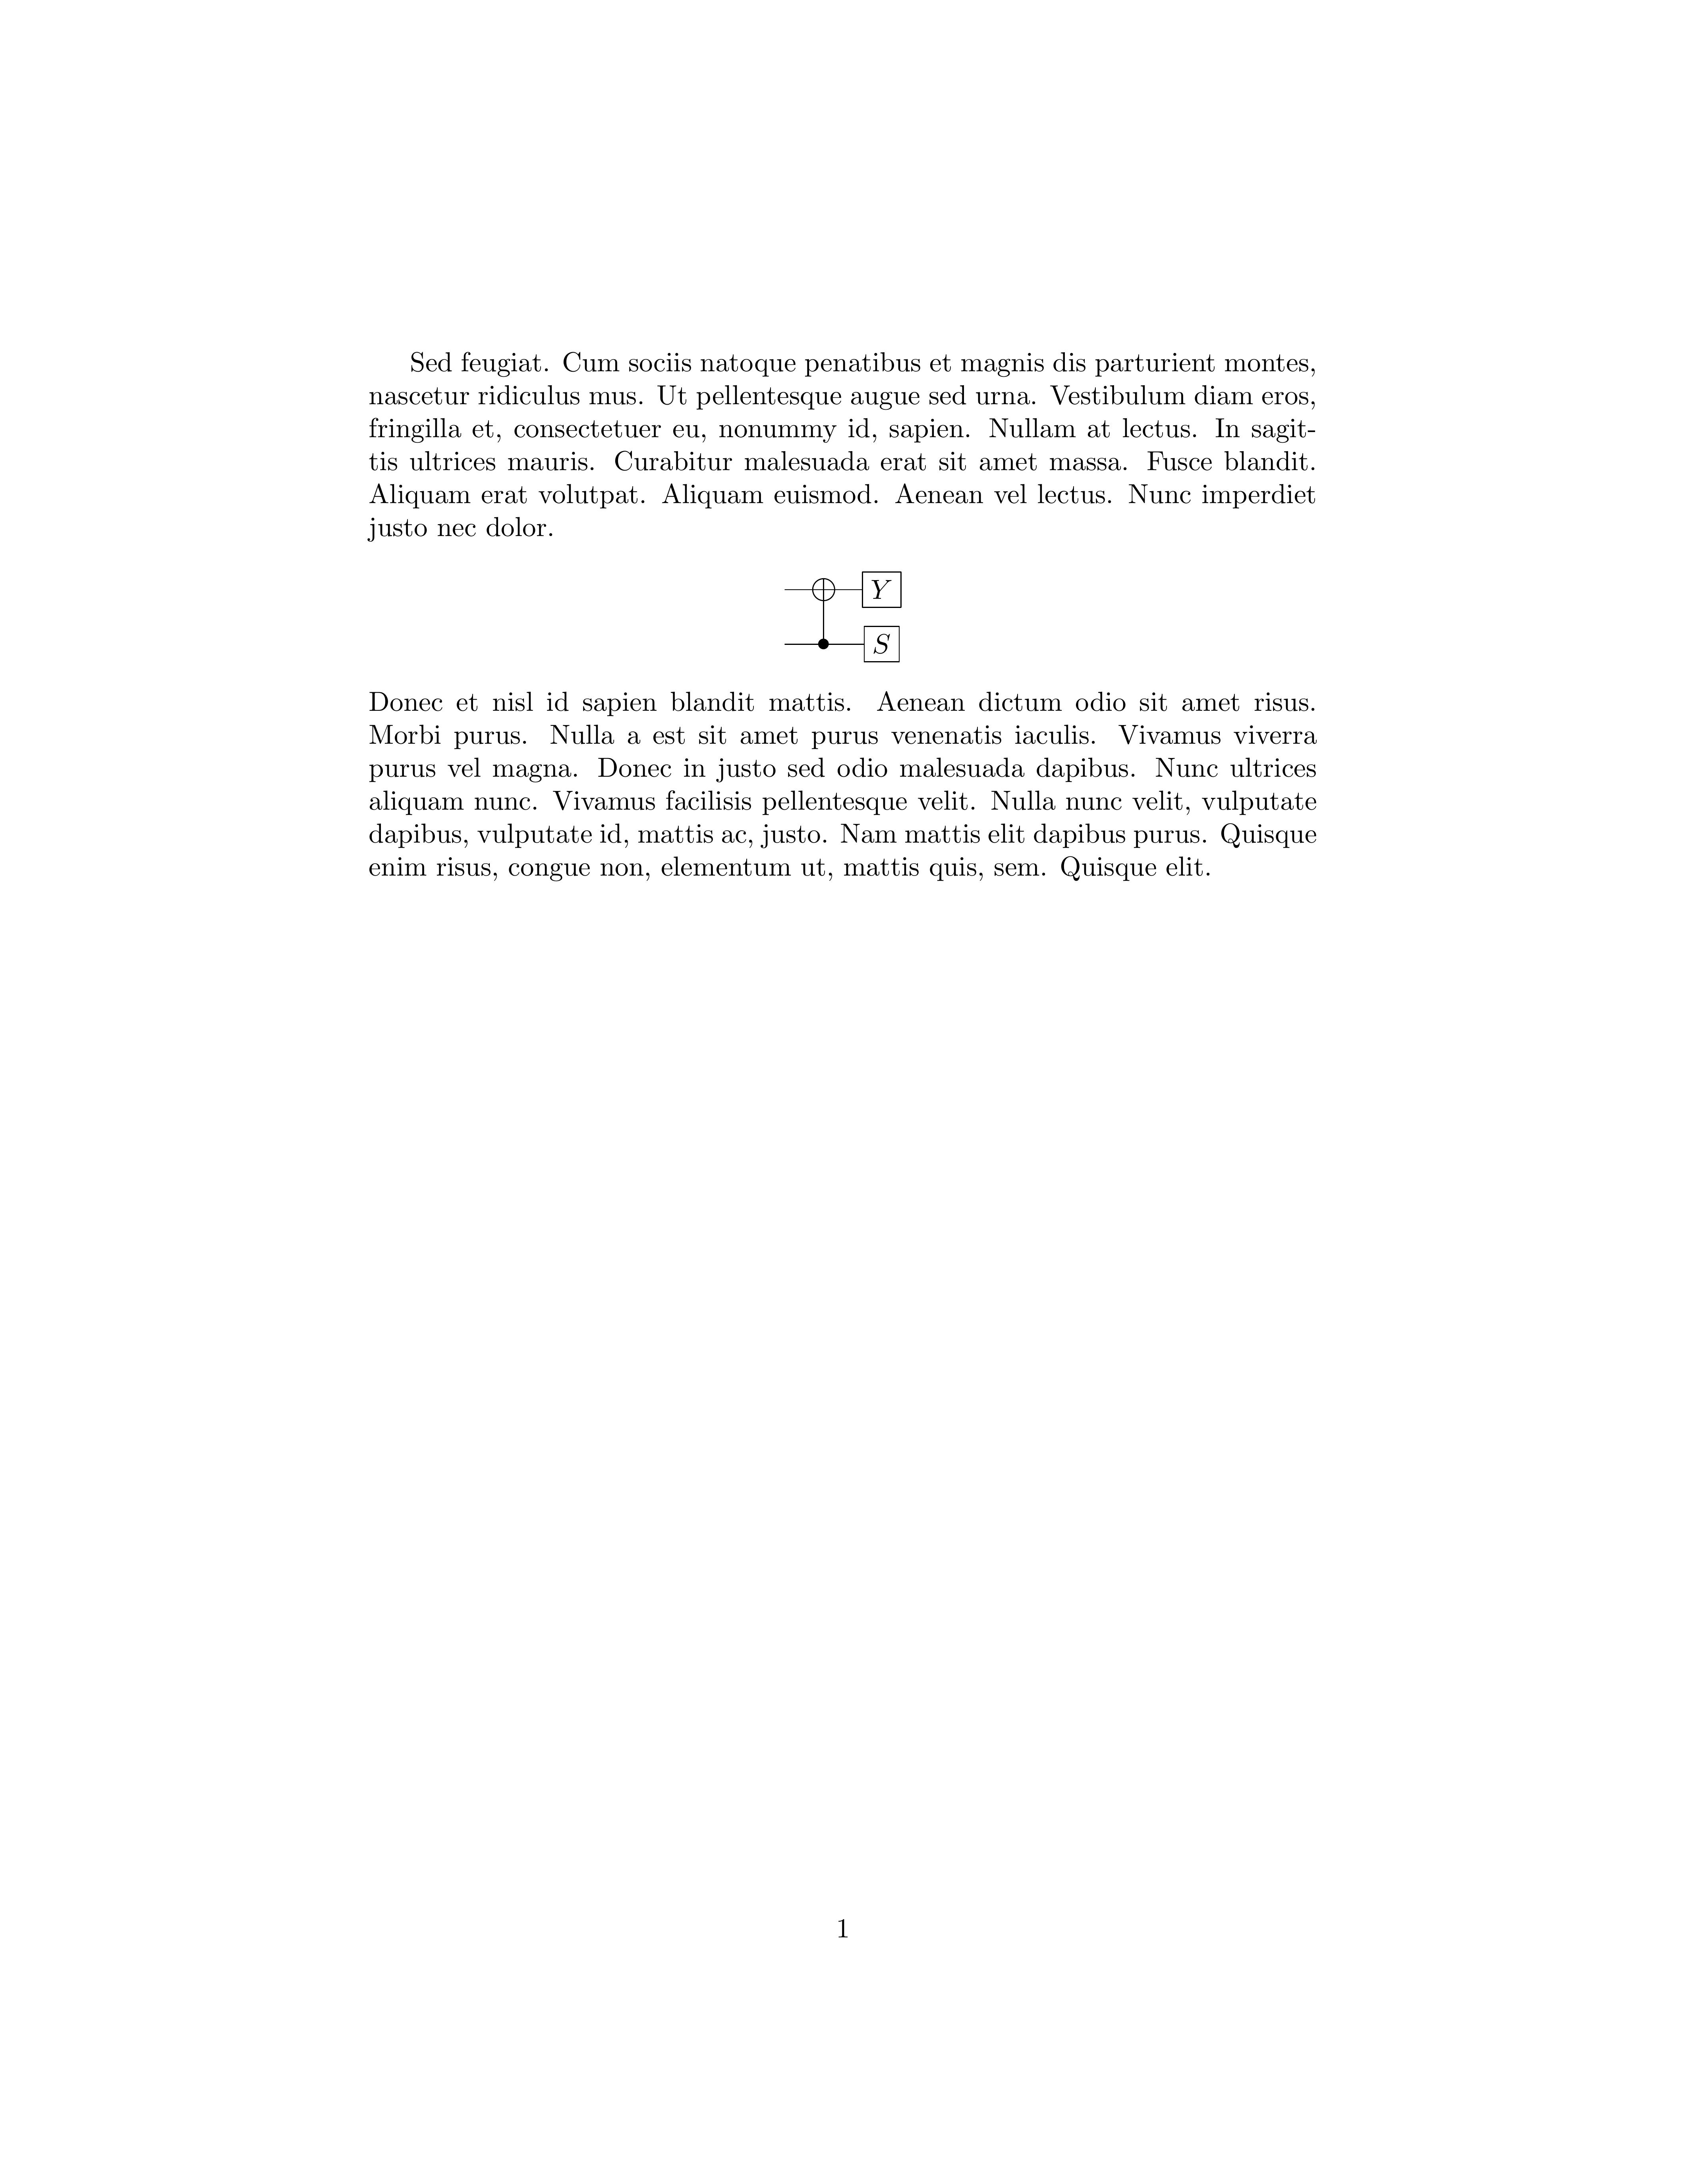 Sed feugiat. Cum sociis natoque penatibus et magnis dis parturient montes,
nascetur ridiculus mus. Ut pellentesque augue sed urna. Vestibulum diam eros,
fringilla et, consectetuer eu, nonummy id, sapien. Nullam at lectus. In sagit-
tis ultrices mauris. Curabitur malesuada erat sit amet massa. Fusce blandit.
Aliquam erat volutpat. Aliquam euismod. Aenean vel lectus. Nunc imperdiet
justo nec dolor.
Y
S
Donec et nisl id sapien blandit mattis. Aenean dictum odio sit amet risus.
Morbi purus. Nulla a est sit amet purus venenatis iaculis. Vivamus viverra
purus vel magna. Donec in justo sed odio malesuada dapibus. Nunc ultrices
aliquam nunc. Vivamus facilisis pellentesque velit. Nulla nunc velit, vulputate
dapibus, vulputate id, mattis ac, justo. Nam mattis elit dapibus purus. Quisque
enim risus, congue non, elementum ut, mattis quis, sem. Quisque elit.
1